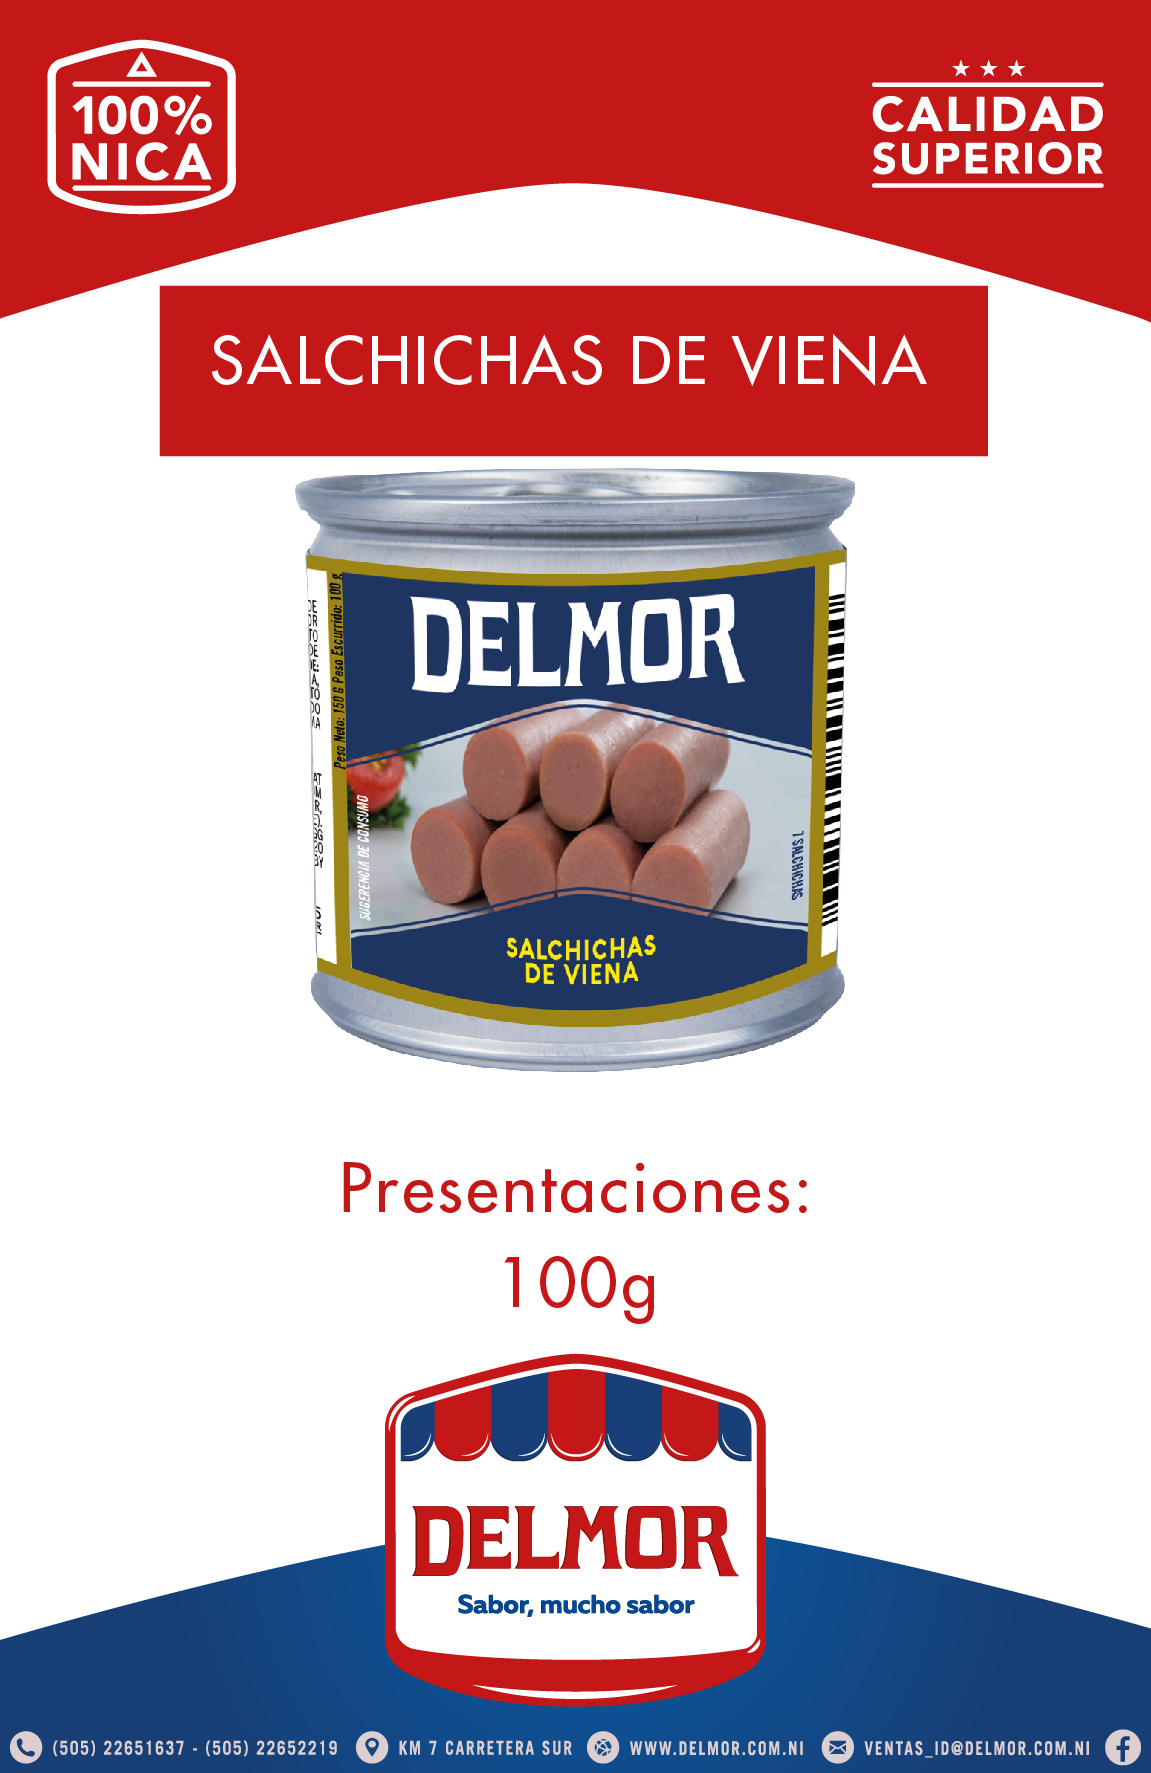 100%
NICA
CALIDAD
SUPERIOR
SALCHICHAS DE VIENA
Peso Neto: 150 G Peso Escurrido: 100 g
DELMOR
SUGERENCIA DE CONSUMO
7 SALCHICHAS
SALCHICHAS
DE VIENA
Presentaciones:
100g
DELMOR
Sabor, mucho sabor
(505) 22651637 - (505) 22652219 KM 7 CARRETERA SUR WWW.DELMOR.COM.NI VENTAS_ID@DELMOR.COM.NI